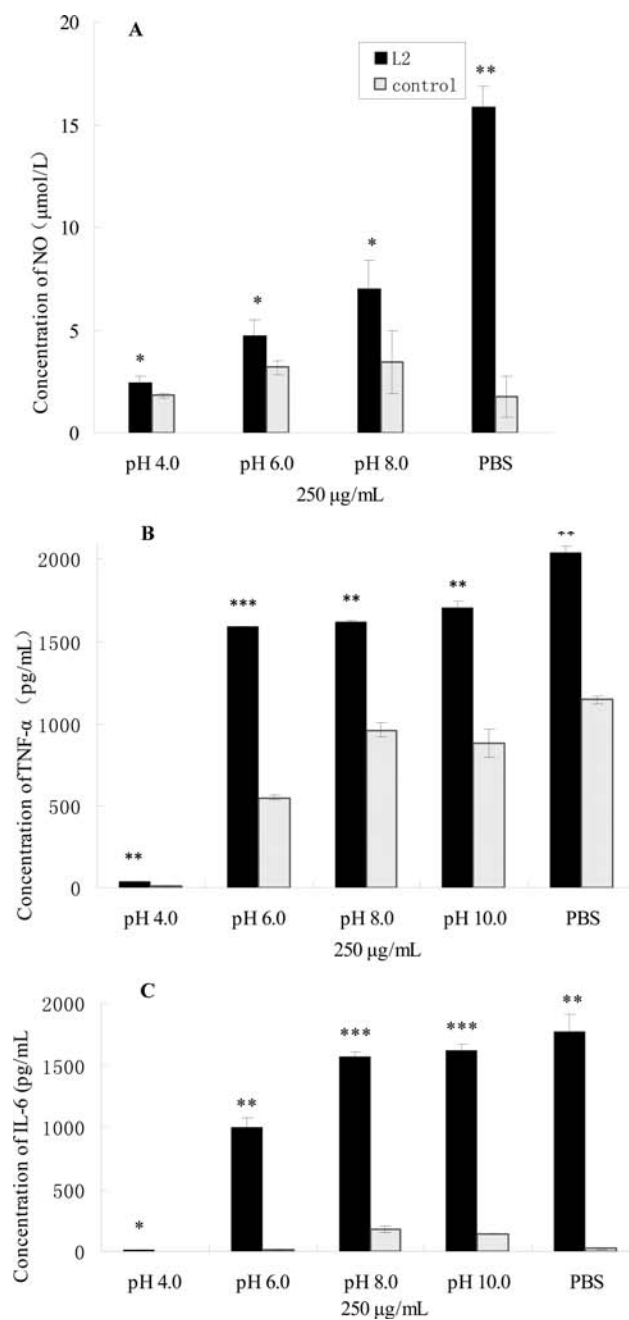 A
L2
control
Concentration of NO (μmol/L)
20
15
10
5
0
*
*
*
**
pH 4.0 pH 6.0 pH 8.0 PBS
250 μg/mL
B
Concentration of TNF-α (pg/mL)
2000
1500
1000
500
0
**
***
**
**
**
pH 4.0 pH 6.0 pH 8.0 pH 10.0 PBS
250 μg/mL
C
Concentration of IL-6 (pg/mL
2000
1500
1000
500
0
*
**
***
***
**
pH 4.0 pH 6.0 pH 8.0 pH 10.0 PBS
250 μg/mL